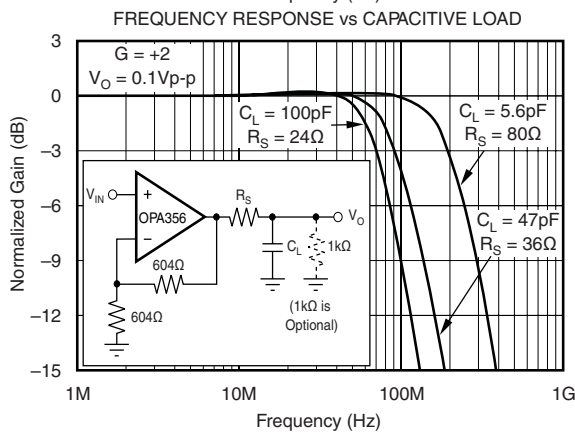 FREQUENCY RESPONSE vs CAPACITIVE LOAD
3
0
–3
–6
–9
–12
–15
Normalized Gain (dB)
G = +2
V_O = 0.1Vp-p
C_L = 100pF
R_S = 24Ω
C_L = 5.6pF
R_S = 80Ω
C_L = 47pF
R_S = 36Ω
V_IN
+
OPA356
–
R_S
V_O
C_L
1kΩ
604Ω
604Ω
(1kΩ is
Optional)
1M
10M
100M
1G
Frequency (Hz)